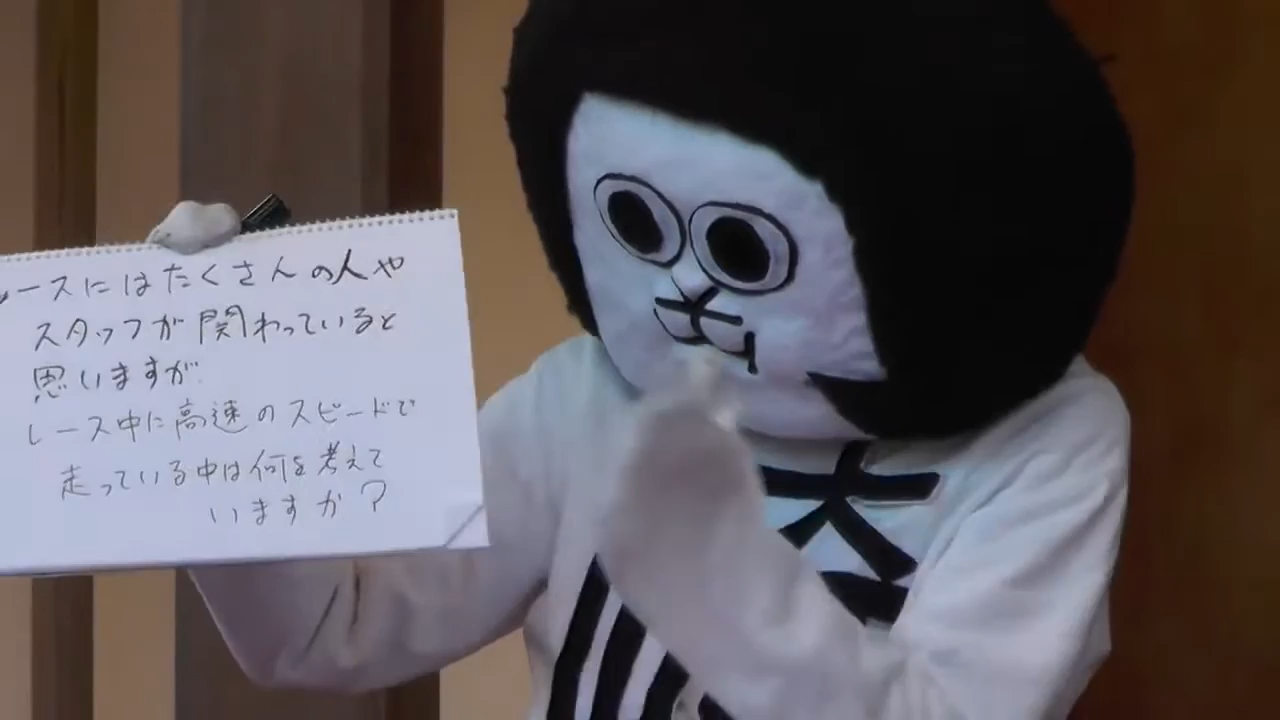 レースにはたくさんの人や
スタッフが関わっていると
思いますが
レース中に高速のスピードで
走っている中は何を考えて
いますか？
大